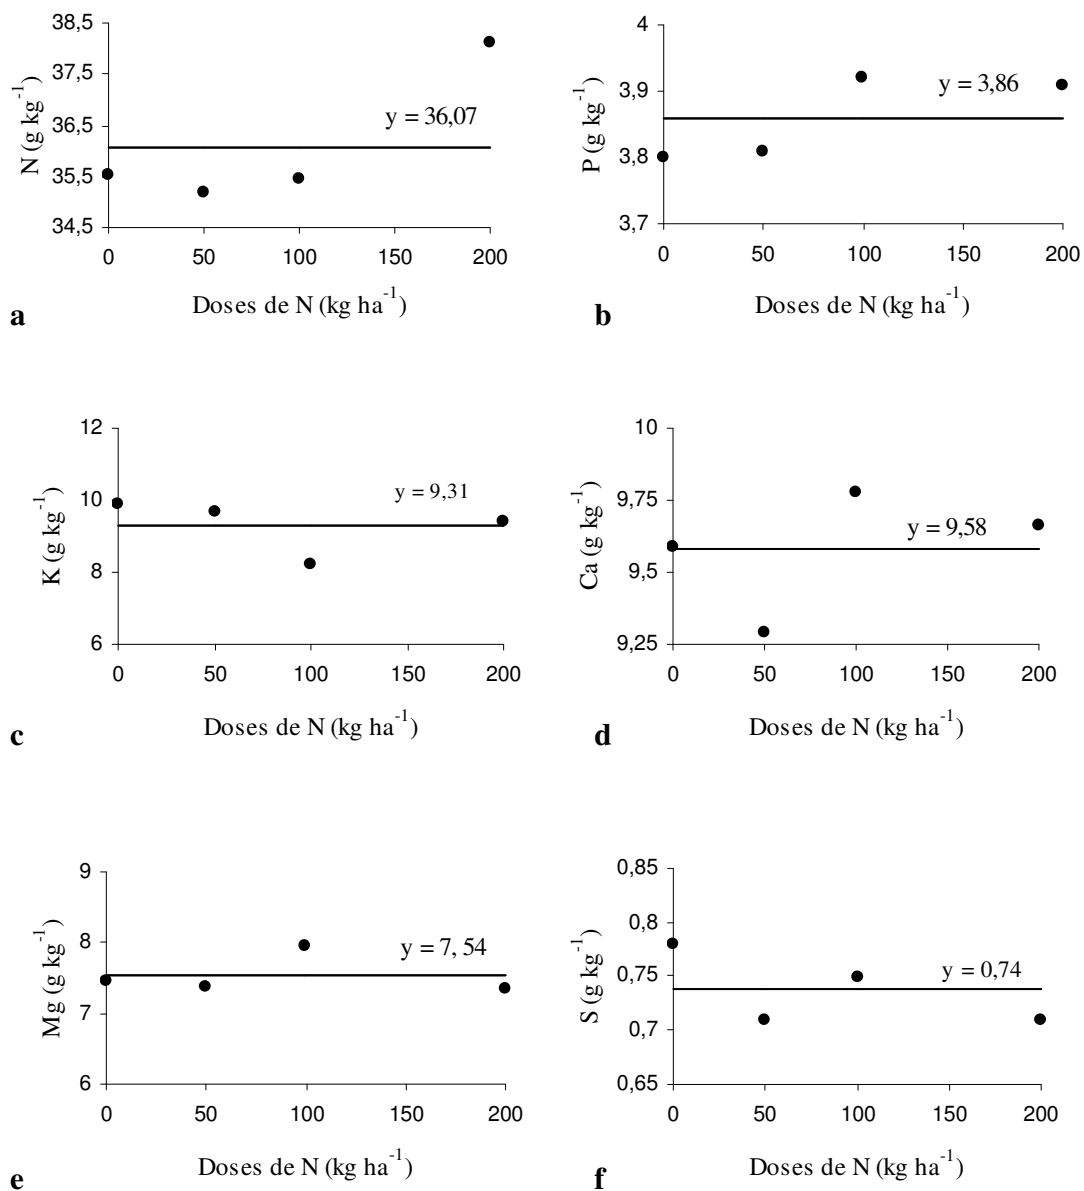 38,5
37,5
36,5
35,5
34,5
N (g kg⁻¹)
y = 36,07
0 50 100 150 200
Doses de N (kg ha⁻¹)
a
4
3,9
3,8
3,7
P (g kg⁻¹)
y = 3,86
0 50 100 150 200
Doses de N (kg ha⁻¹)
b
12
10
8
6
K (g kg⁻¹)
y = 9,31
0 50 100 150 200
Doses de N (kg ha⁻¹)
c
10
9,75
9,5
9,25
Ca (g kg⁻¹)
y = 9,58
0 50 100 150 200
Doses de N (kg ha⁻¹)
d
9
8
7
6
Mg (g kg⁻¹)
y = 7, 54
0 50 100 150 200
Doses de N (kg ha⁻¹)
e
0,85
0,8
0,75
0,7
0,65
S (g kg⁻¹)
y = 0,74
0 50 100 150 200
Doses de N (kg ha⁻¹)
f